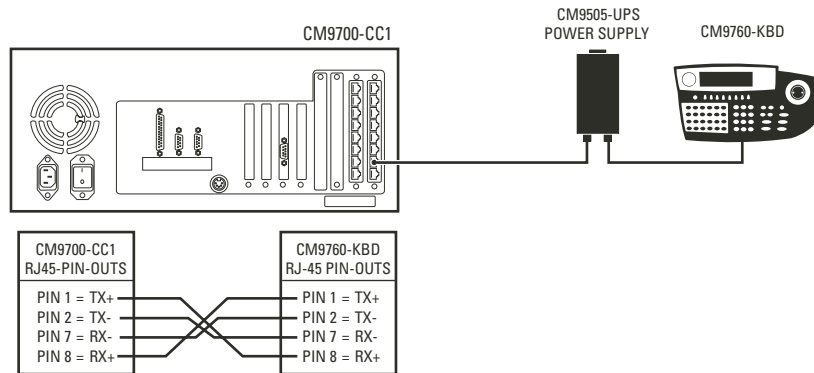 CM9700-CC1
CM9505-UPS
POWER SUPPLY
CM9760-KBD
CM9700-CC1
RJ45-PIN-OUTS
PIN 1 = TX+
PIN 2 = TX-
PIN 7 = RX-
PIN 8 = RX+
CM9760-KBD
RJ-45 PIN-OUTS
PIN 1 = TX+
PIN 2 = TX-
PIN 7 = RX-
PIN 8 = RX+